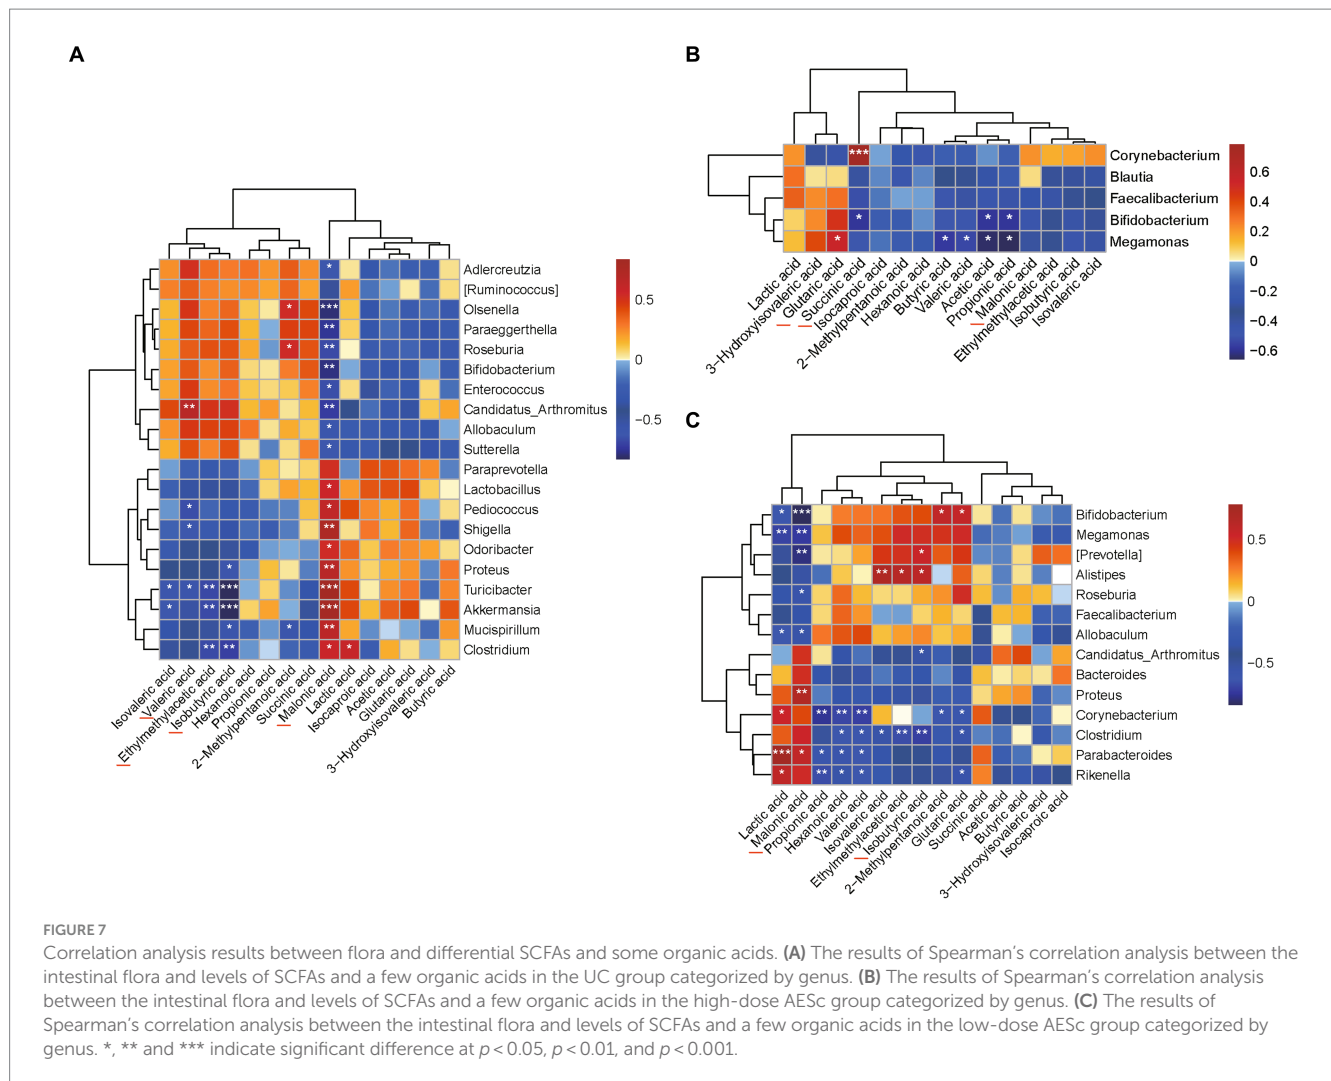 A
Adlercreutzia
[Ruminococcus]
Olsenella
Paraeggerthella
Roseburia
Bifidobacterium
Enterococcus
Candidatus_Arthromitus
Allobaculum
Sutterella
Paraprevotella
Lactobacillus
Pediococcus
Shigella
Odoribacter
Proteus
Turicibacter
Akkermansia
Mucispirillum
Clostridium
Isovaleric acid
Valeric acid
Ethylmethylacetic acid
Isobutyric acid
Hexanoic acid
Propionic acid
2−Methylpentanoic acid
Succinic acid
Malonic acid
Lactic acid
Isocaproic acid
Acetic acid
Glutaric acid
3−Hydroxyisovaleric acid
Butyric acid
0.5
0
−0.5
B
Corynebacterium
Blautia
Faecalibacterium
Bifidobacterium
Megamonas
Lactic acid
3−Hydroxyisovaleric acid
Glutaric acid
Succinic acid
Isocaproic acid
2−Methylpentanoic acid
Hexanoic acid
Butyric acid
Valeric acid
Acetic acid
Propionic acid
Malonic acid
Ethylmethylacetic acid
Isobutyric acid
Isovaleric acid
0.6
0.4
0.2
0
−0.2
−0.4
−0.6
C
Bifidobacterium
Megamonas
[Prevotella]
Alistipes
Roseburia
Faecalibacterium
Allobaculum
Candidatus_Arthromitus
Bacteroides
Proteus
Corynebacterium
Clostridium
Parabacteroides
Rikenella
Lactic acid
Malonic acid
Propionic acid
Hexanoic acid
Valeric acid
Isovaleric acid
Ethylmethylacetic acid
Isobutyric acid
2−Methylpentanoic acid
Glutaric acid
Succinic acid
Acetic acid
Butyric acid
3−Hydroxyisovaleric acid
Isocaproic acid
0.5
0
−0.5
FIGURE 7
Correlation analysis results between flora and differential SCFAs and some organic acids. (A) The results of Spearman's correlation analysis between the
intestinal flora and levels of SCFAs and a few organic acids in the UC group categorized by genus. (B) The results of Spearman's correlation analysis
between the intestinal flora and levels of SCFAs and a few organic acids in the high-dose AESc group categorized by genus. (C) The results of
Spearman's correlation analysis between the intestinal flora and levels of SCFAs and a few organic acids in the low-dose AESc group categorized by
genus. *, ** and *** indicate significant difference at p < 0.05, p < 0.01, and p < 0.001.